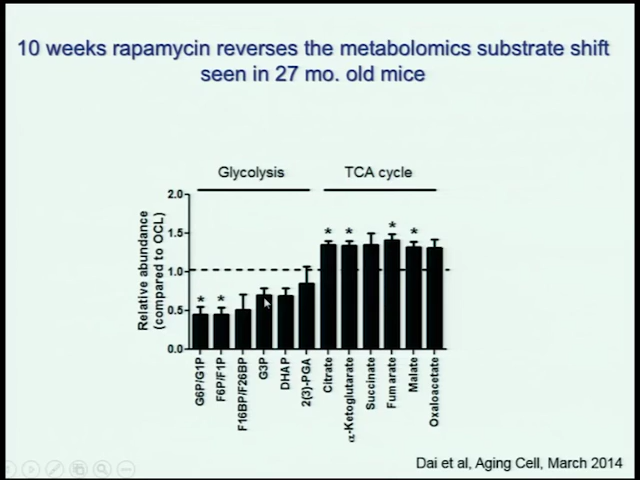 10 weeks rapamycin reverses the metabolomics substrate shift
seen in 27 mo. old mice
Glycolysis
TCA cycle
Relative abundance
(compared to OCL)
2.0
1.5
1.0
0.5
0.0
* * * * * *
G6P/G1P
F6P/F1P
F16BP/F26BP
G3P
DHAP
2(3)-PGA
Citrate
α-Ketoglutarate
Succinate
Fumarate
Malate
Oxaloacetate
Dai et al, Aging Cell, March 2014